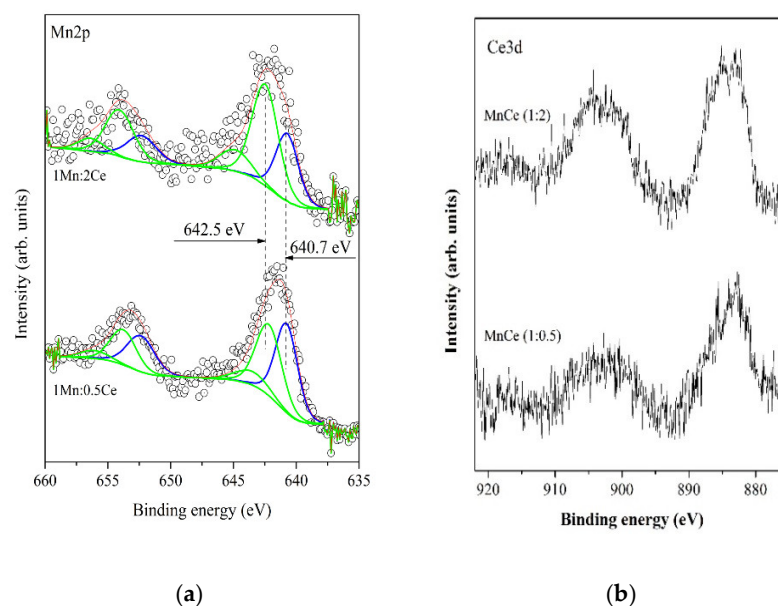 Mn2p
1Mn:2Ce
642.5 eV
640.7 eV
1Mn:0.5Ce
Intensity (arb. units)
660 655 650 645 640 635
Binding energy (eV)
(a)
Ce3d
MnCe (1:2)
MnCe (1:0.5)
Intensity (arb. units)
920 910 900 890 880
Binding energy (eV)
(b)